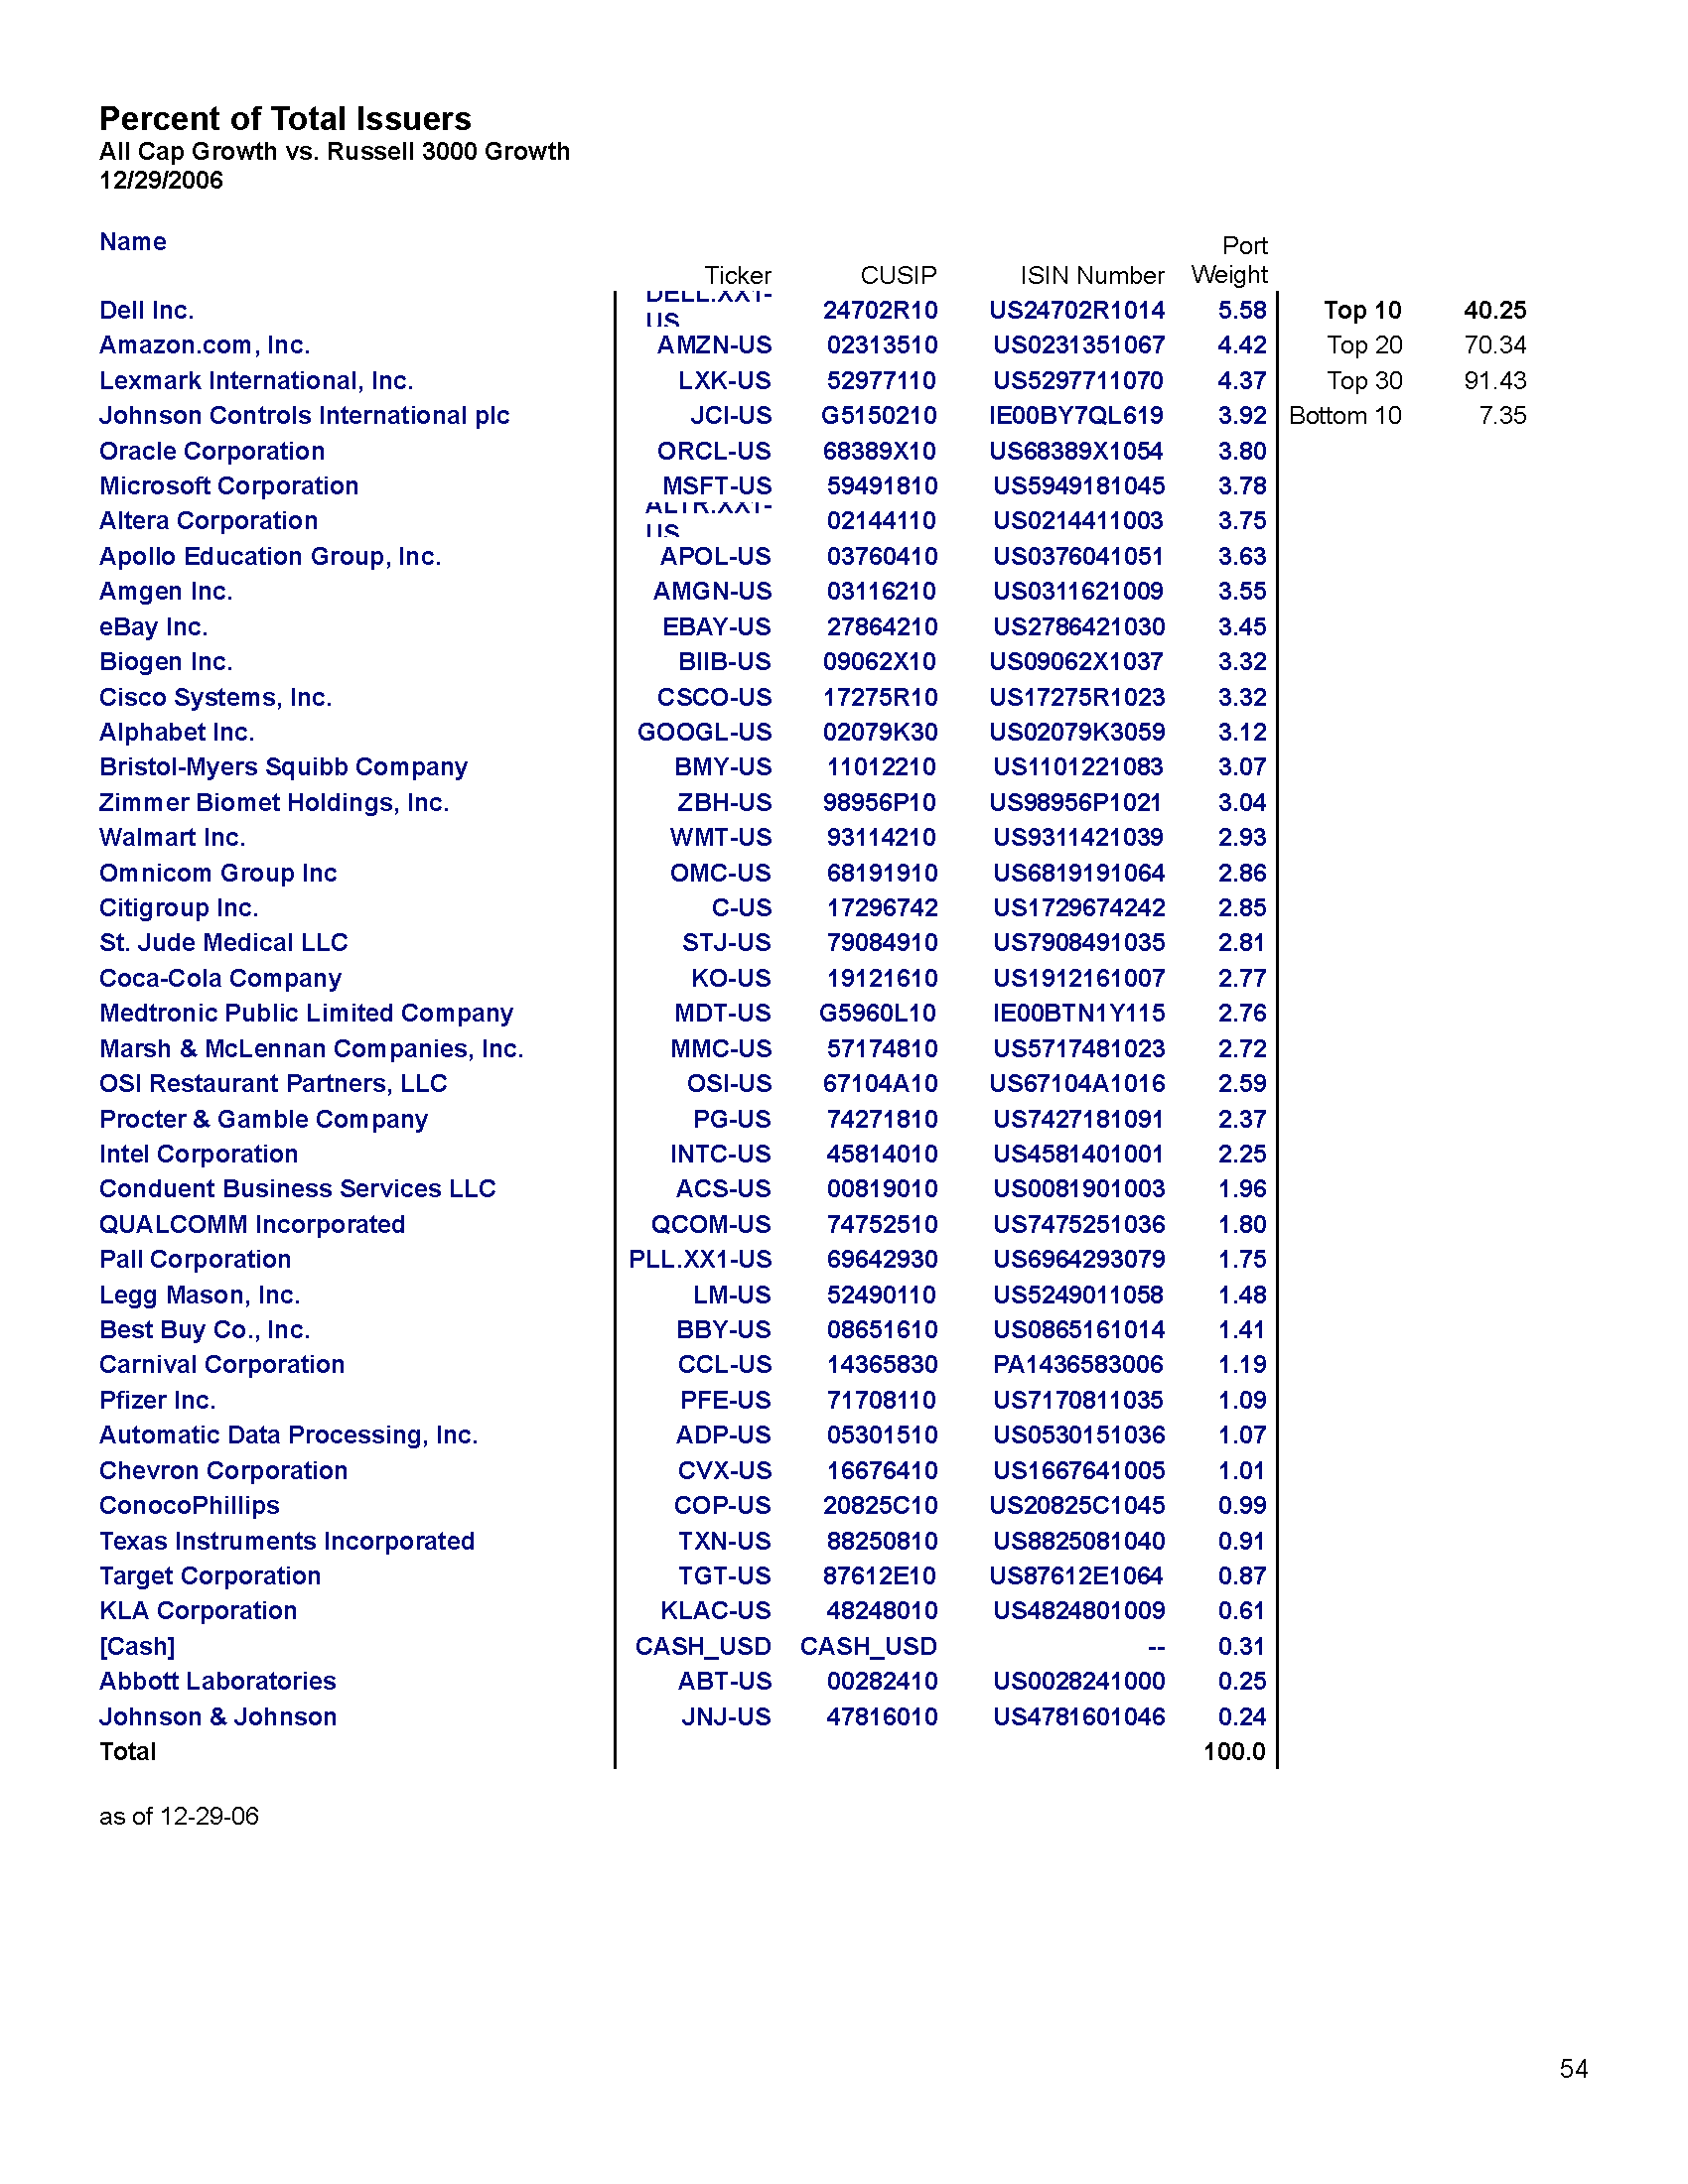 Percent of Total Issuers
All Cap Growth vs. Russell 3000 Growth
12/29/2006
Name Ticker CUSIP ISIN Number Port Weight
Dell Inc. 24702R10 US24702R1014 5.58 Top 10 40.25
Amazon.com, Inc. AMZN-US 02313510 US0231351067 4.42 Top 20 70.34
Lexmark International, Inc. LXK-US 52977110 US5297711070 4.37 Top 30 91.43
Johnson Controls International plc JCI-US G5150210 IE00BY7QL619 3.92 Bottom 10 7.35
Oracle Corporation ORCL-US 68389X10 US68389X1054 3.80
Microsoft Corporation MSFT-US 59491810 US5949181045 3.78
Altera Corporation 02144110 US0214411003 3.75
Apollo Education Group, Inc. APOL-US 03760410 US0376041051 3.63
Amgen Inc. AMGN-US 03116210 US0311621009 3.55
eBay Inc. EBAY-US 27864210 US2786421030 3.45
Biogen Inc. BIIB-US 09062X10 US09062X1037 3.32
Cisco Systems, Inc. CSCO-US 17275R10 US17275R1023 3.32
Alphabet Inc. GOOGL-US 02079K30 US02079K3059 3.12
Bristol-Myers Squibb Company BMY-US 11012210 US1101221083 3.07
Zimmer Biomet Holdings, Inc. ZBH-US 98956P10 US98956P1021 3.04
Walmart Inc. WMT-US 93114210 US9311421039 2.93
Omnicom Group Inc OMC-US 68191910 US6819191064 2.86
Citigroup Inc. C-US 17296742 US1729674242 2.85
St. Jude Medical LLC STJ-US 79084910 US7908491035 2.81
Coca-Cola Company KO-US 19121610 US1912161007 2.77
Medtronic Public Limited Company MDT-US G5960L10 IE00BTN1Y115 2.76
Marsh & McLennan Companies, Inc. MMC-US 57174810 US5717481023 2.72
OSI Restaurant Partners, LLC OSI-US 67104A10 US67104A1016 2.59
Procter & Gamble Company PG-US 74271810 US7427181091 2.37
Intel Corporation INTC-US 45814010 US4581401001 2.25
Conduent Business Services LLC ACS-US 00819010 US0081901003 1.96
QUALCOMM Incorporated QCOM-US 74752510 US7475251036 1.80
Pall Corporation PLL.XX1-US 69642930 US6964293079 1.75
Legg Mason, Inc. LM-US 52490110 US5249011058 1.48
Best Buy Co., Inc. BBY-US 08651610 US0865161014 1.41
Carnival Corporation CCL-US 14365830 PA1436583006 1.19
Pfizer Inc. PFE-US 71708110 US7170811035 1.09
Automatic Data Processing, Inc. ADP-US 05301510 US0530151036 1.07
Chevron Corporation CVX-US 16676410 US1667641005 1.01
ConocoPhillips COP-US 20825C10 US20825C1045 0.99
Texas Instruments Incorporated TXN-US 88250810 US8825081040 0.91
Target Corporation TGT-US 87612E10 US87612E1064 0.87
KLA Corporation KLAC-US 48248010 US4824801009 0.61
[Cash] CASH_USD CASH_USD -- 0.31
Abbott Laboratories ABT-US 00282410 US0028241000 0.25
Johnson & Johnson JNJ-US 47816010 US4781601046 0.24
Total 100.0
as of 12-29-06
54